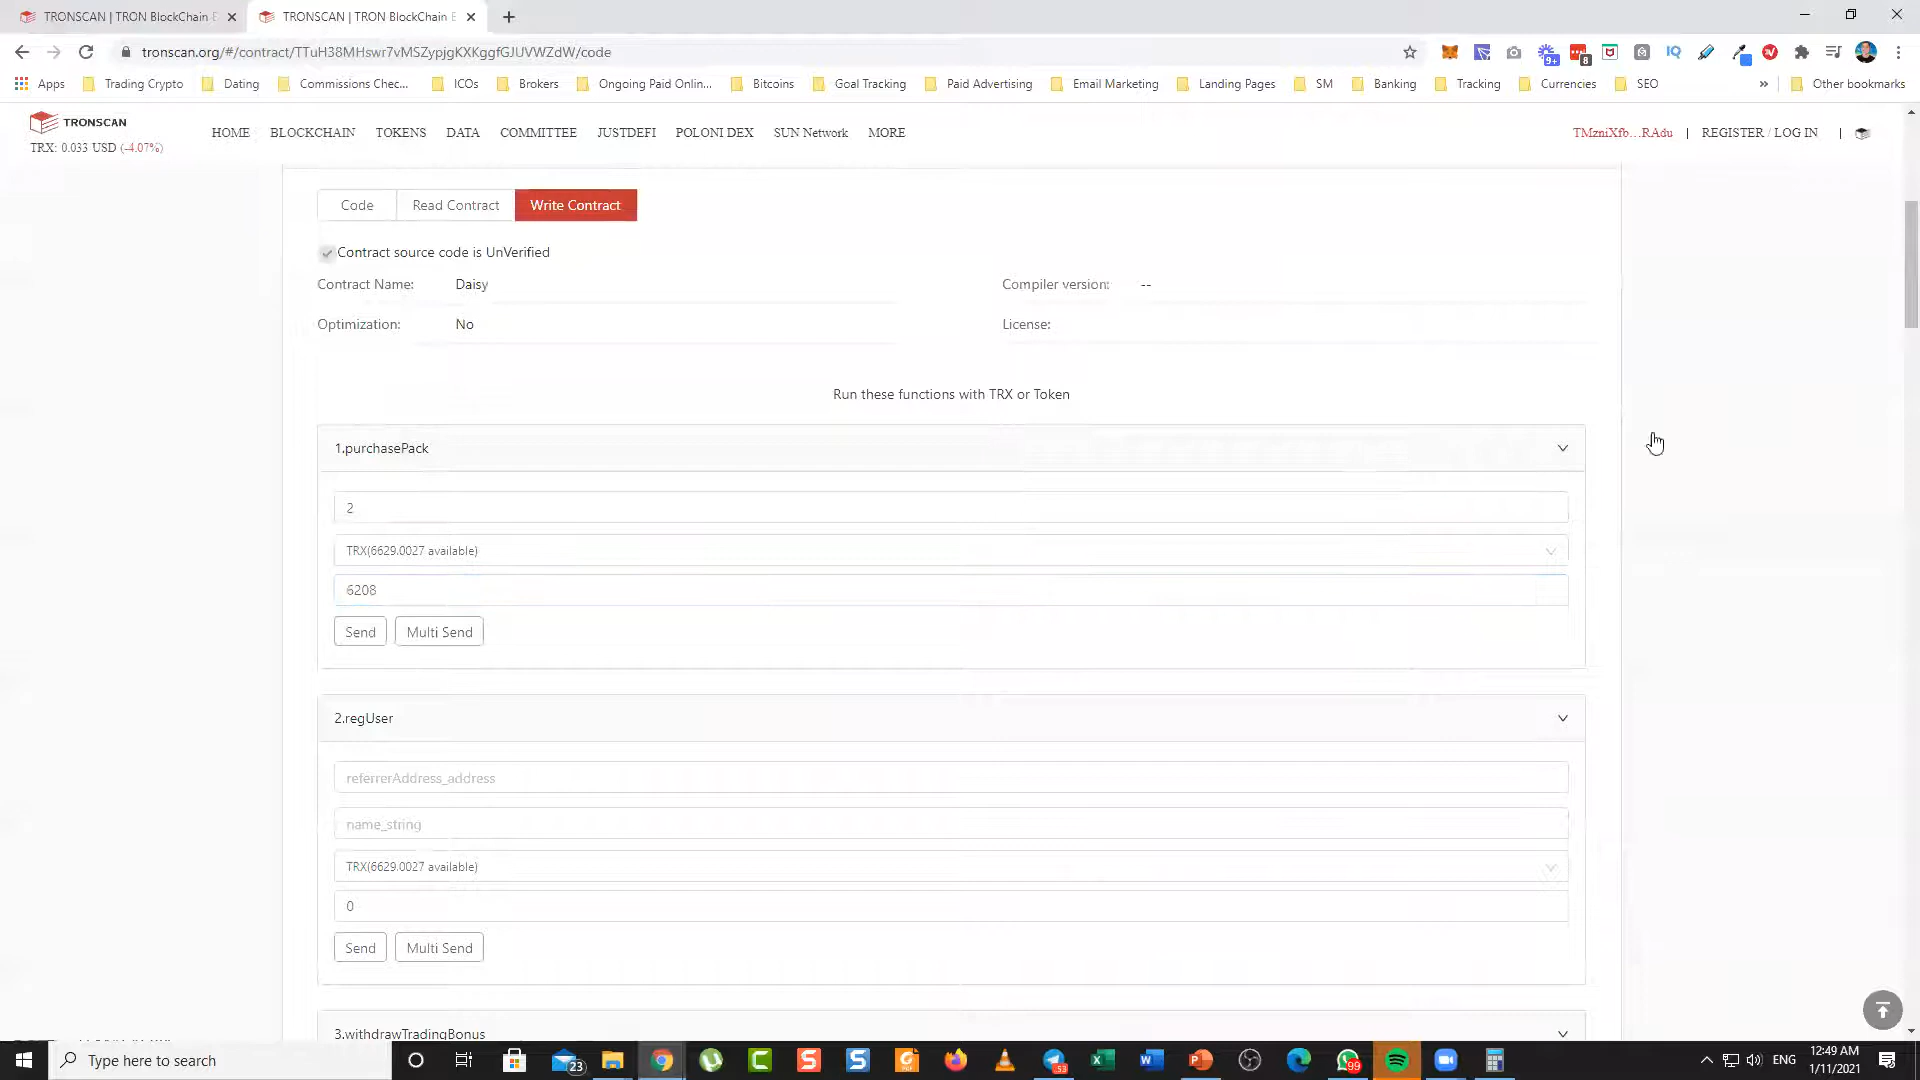 TRONSCAN | TRON BlockChain E
TRONSCAN | TRON BlockChain E
tronscan.org/#/contract/TTuH38MHswr7vMSZypjgKXKggfGJUVWZdW/code
9+
8
Apps
Trading Crypto
Dating
Commissions Chec...
ICOs
Brokers
Ongoing Paid Onlin...
Bitcoins
Goal Tracking
Paid Advertising
Email Marketing
Landing Pages
SM
Banking
Tracking
Currencies
SEO
»
Other bookmarks
TRONSCAN
TRX: 0.033 USD (-4.07%)
HOME
BLOCKCHAIN
TOKENS
DATA
COMMITTEE
JUSTDEFI
POLONI DEX
SUN Network
MORE
TMzniXfb...RAdu | REGISTER / LOG IN |
Code
Read Contract
Write Contract
Contract source code is UnVerified
Contract Name: Daisy
Compiler version: --
Optimization: No
License:
Run these functions with TRX or Token
1.purchasePack
2
TRX(6629.0027 available)
6208
Send
Multi Send
2.regUser
referrerAddress_address
name_string
TRX(6629.0027 available)
0
Send
Multi Send
3.withdrawTradingBonus
Type here to search
23
53
99
ENG
12:49 AM
1/11/2021